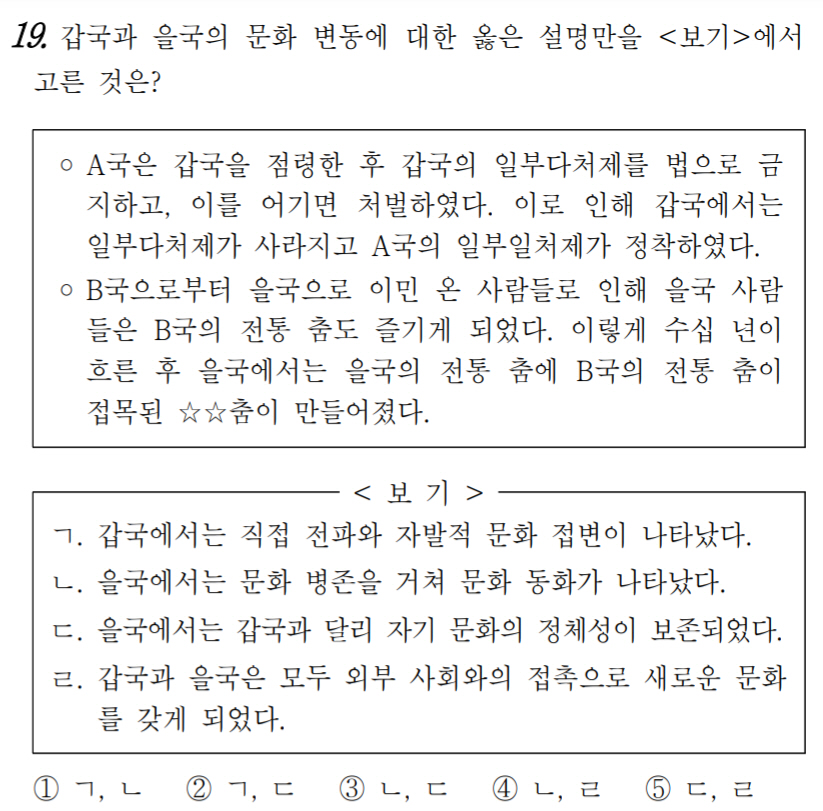 19. 갑국과 을국의 문화 변동에 대한 옳은 설명만을 <보기>에서
고른 것은?
○ A국은 갑국을 점령한 후 갑국의 일부다처제를 법으로 금
지하고, 이를 어기면 처벌하였다. 이로 인해 갑국에서는
일부다처제가 사라지고 A국의 일부일처제가 정착하였다.
○ B국으로부터 을국으로 이민 온 사람들로 인해 을국 사람
들은 B국의 전통 춤도 즐기게 되었다. 이렇게 수십 년이
흐른 후 을국에서는 을국의 전통 춤에 B국의 전통 춤이
접목된 ☆☆춤이 만들어졌다.
< 보 기 >
ㄱ. 갑국에서는 직접 전파와 자발적 문화 접변이 나타났다.
ㄴ. 을국에서는 문화 병존을 거쳐 문화 동화가 나타났다.
ㄷ. 을국에서는 갑국과 달리 자기 문화의 정체성이 보존되었다.
ㄹ. 갑국과 을국은 모두 외부 사회와의 접촉으로 새로운 문화
를 갖게 되었다.
① ㄱ, ㄴ ② ㄱ, ㄷ ③ ㄴ, ㄷ ④ ㄴ, ㄹ ⑤ ㄷ, ㄹ